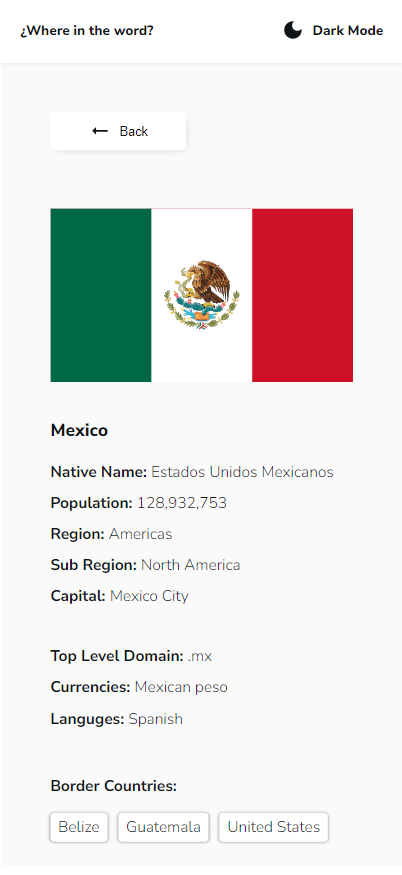 ¿Where in the word?
Dark Mode
Back
Mexico
Native Name: Estados Unidos Mexicanos
Population: 128,932,753
Region: Americas
Sub Region: North America
Capital: Mexico City
Top Level Domain: .mx
Currencies: Mexican peso
Languges: Spanish
Border Countries:
Belize
Guatemala
United States